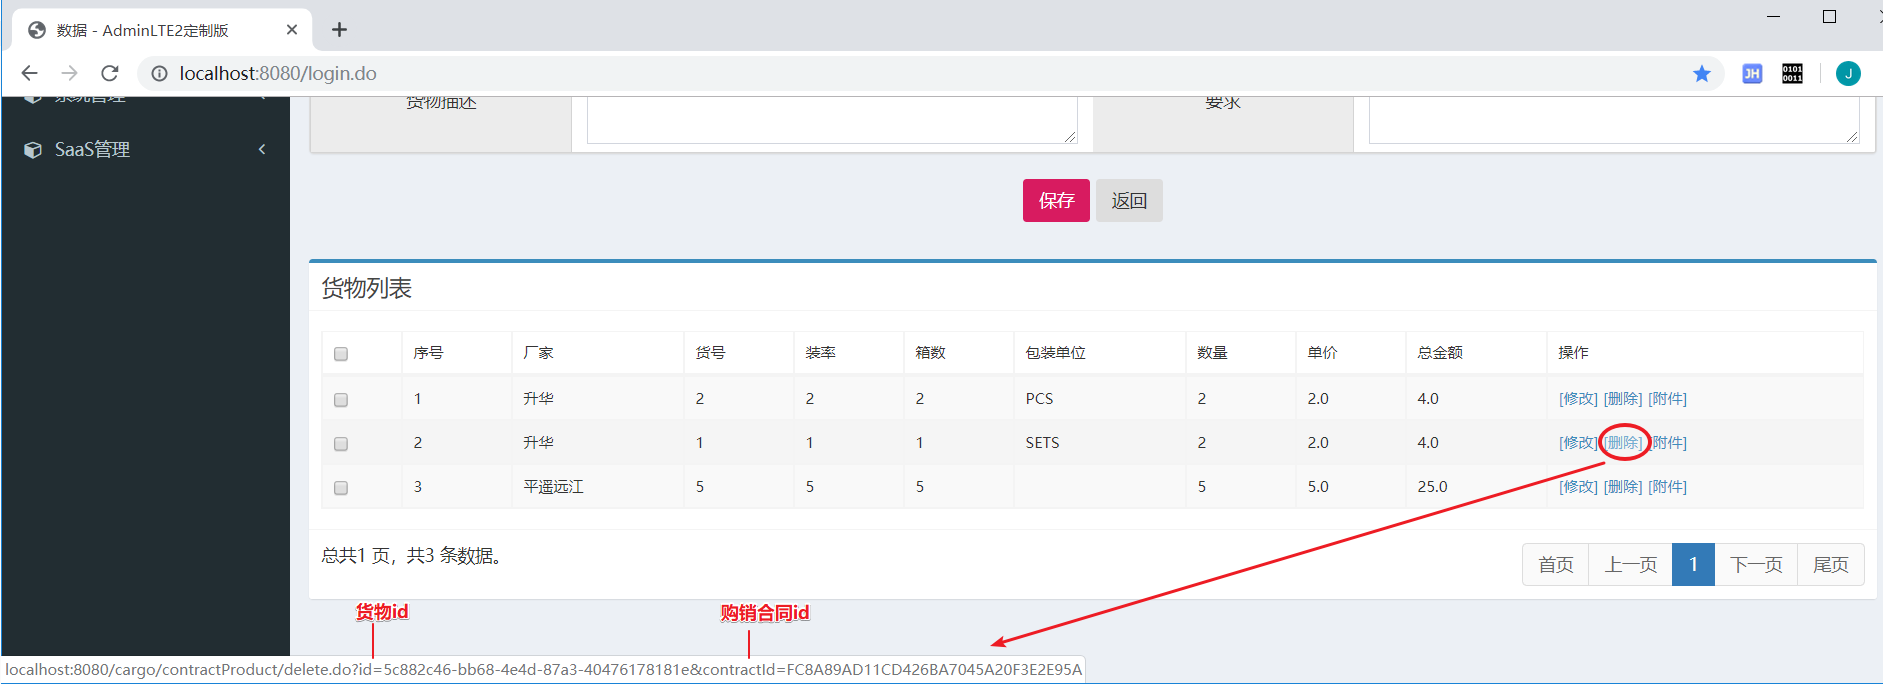 数据 - AdminLTE2定制版
localhost:8080/login.do
JH
0101
0011
J
系统管理
货物描述
要求
SaaS管理
保存 返回
货物列表
序号 厂家 货号 装率 箱数 包装单位 数量 单价 总金额 操作
1 升华 2 2 2 PCS 2 2.0 4.0 [修改] [删除] [附件]
2 升华 1 1 1 SETS 2 2.0 4.0 [修改] [删除] [附件]
3 平遥远江 5 5 5 5 5.0 25.0 [修改] [删除] [附件]
总共1 页，共3 条数据。
首页 上一页 1 下一页 尾页
货物id
购销合同id
localhost:8080/cargo/contractProduct/delete.do?id=5c882c46-bb68-4e4d-87a3-40476178181e&contractId=FC8A89AD11CD426BA7045A20F3E2E95A